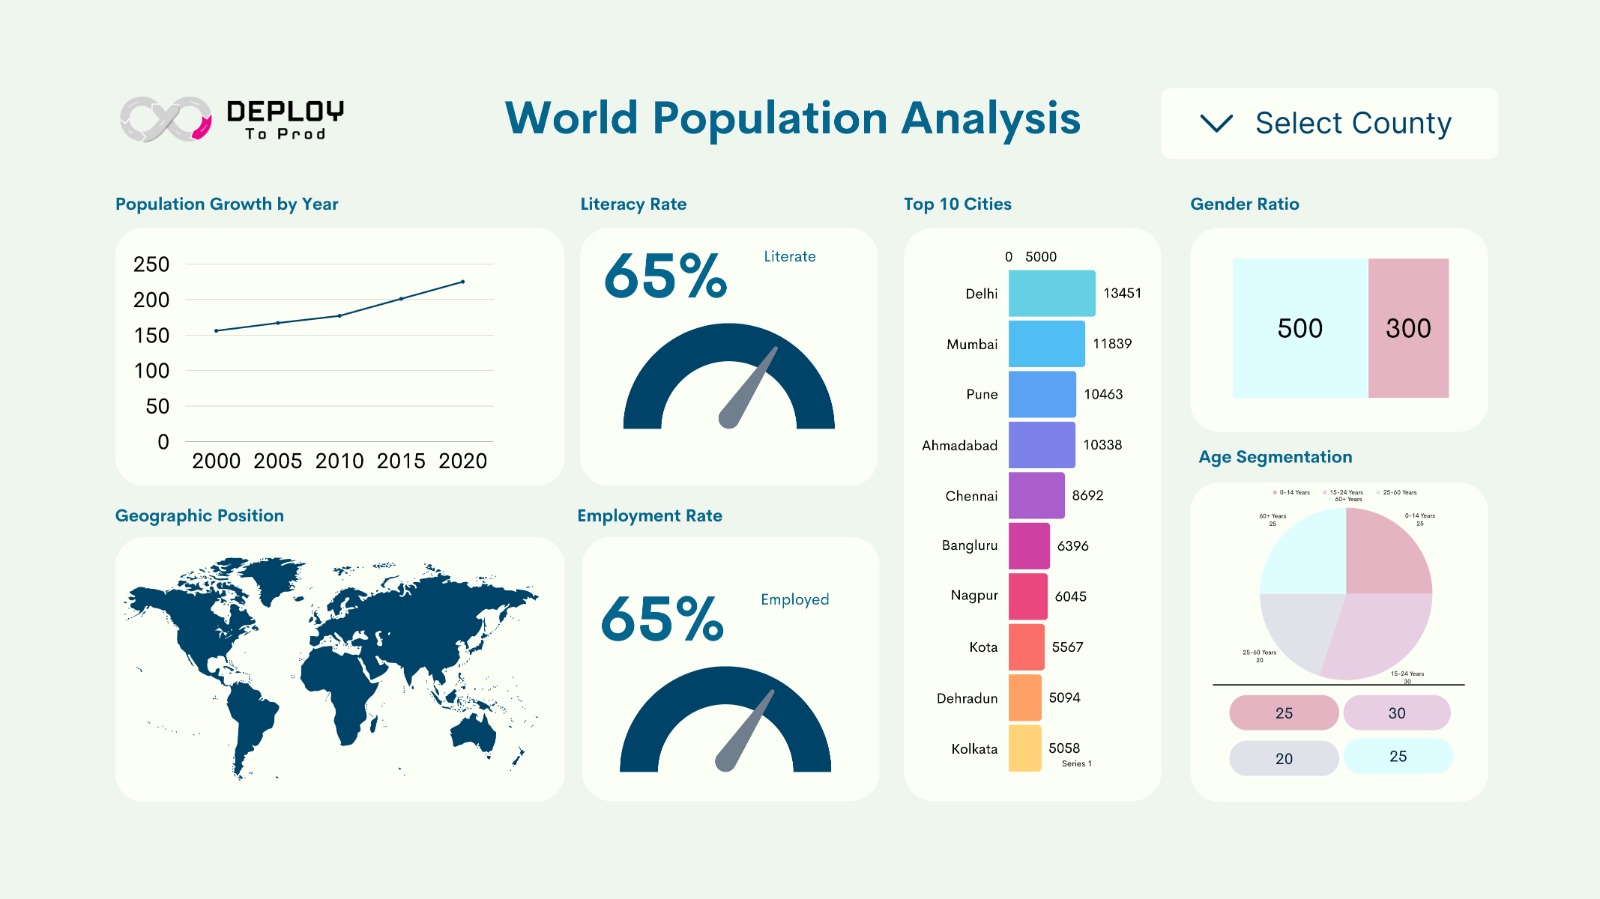 DEPLOY
To Prod
World Population Analysis
Select County
Population Growth by Year
250
200
150
100
50
0
2000 2005 2010 2015 2020
Literacy Rate
65%
Literate
Top 10 Cities
0 5000
Delhi 13451
Mumbai 11839
Pune 10463
Ahmadabad 10338
Chennai 8692
Bangluru 6396
Nagpur 6045
Kota 5567
Dehradun 5094
Kolkata 5058
Series 1
Gender Ratio
500 300
Geographic Position
Employment Rate
65%
Employed
Age Segmentation
0-14 Years 15-24 Years 25-60 Years
60+ Years
60+ Years
25
0-14 Years
25
25-60 Years
20
15-24 Years
30
25 30
20 25